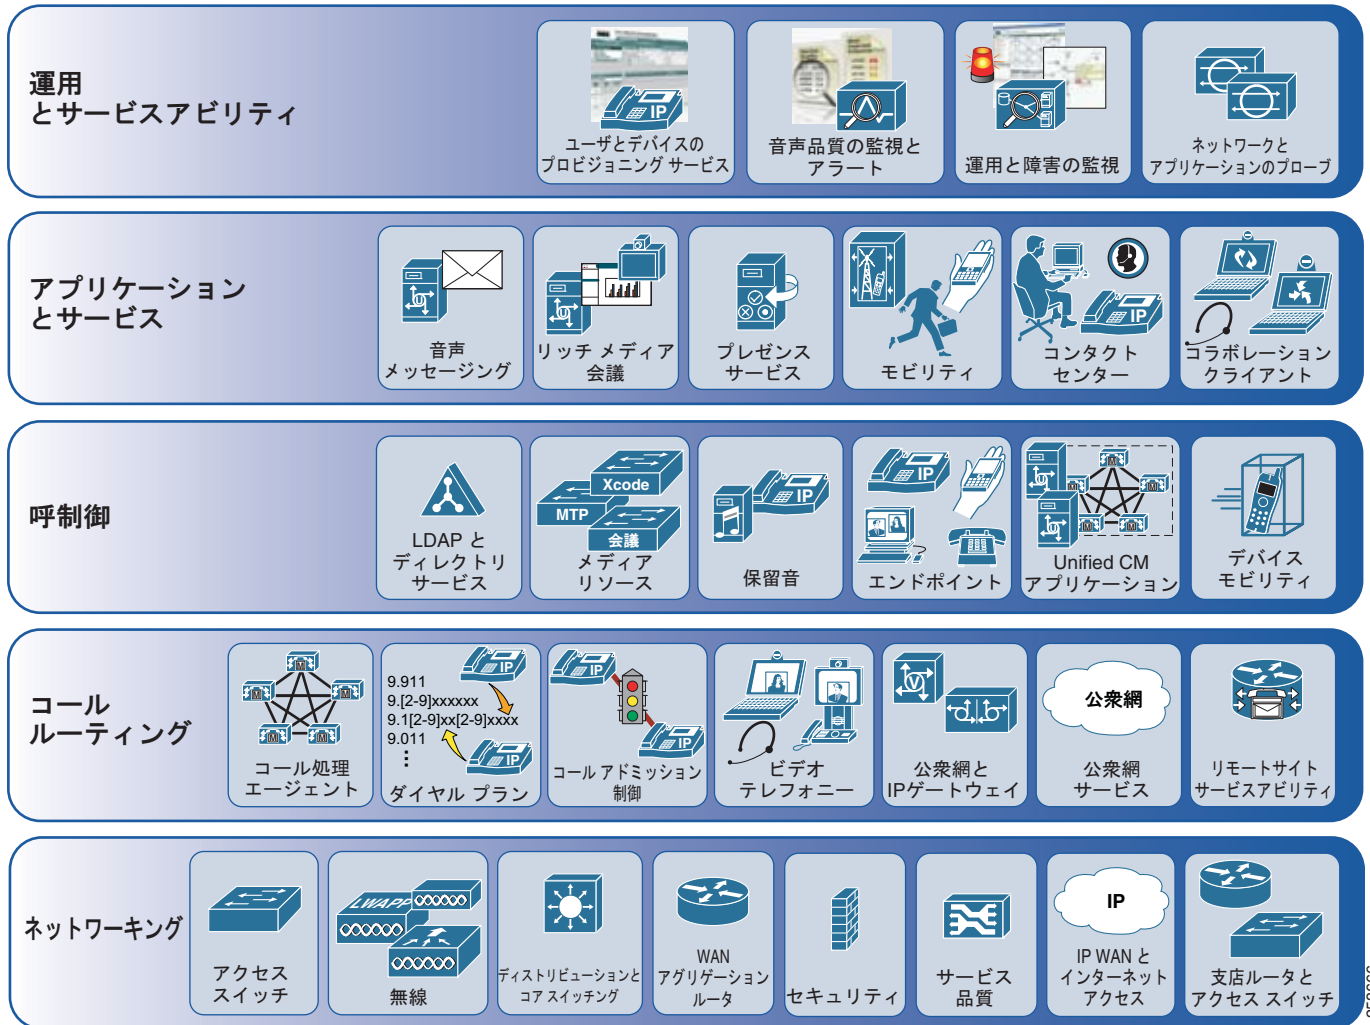 運用
とサービスアビリティ
IP
ユーザとデバイスの
プロビジョニング サービス
音声品質の監視と
アラート
運用と障害の監視
ネットワークと
アプリケーションのプローブ
アプリケーション
とサービス
音声
メッセージング
リッチ メディア
会議
プレゼンス
サービス
モビリティ
IP
コンタクト
センター
コラボレーション
クライアント
呼制御
LDAP と
ディレクトリ
サービス
Xcode
MTP
会議
メディア
リソース
IP
保留音
IP
エンドポイント
M
M
M
M
M
Unified CM
アプリケーション
デバイス
モビリティ
コール
ルーティング
M
M
M
M
M
コール処理
エージェント
IP
9.911
9.[2-9]xxxxxx
9.1[2-9]xx[2-9]xxxx
9.011
...
IP
ダイヤル プラン
IP
IP
コール アドミッション
制御
ビデオ
テレフォニー
V
公衆網と
IPゲートウェイ
公衆網
公衆網
サービス
リモートサイト
サービスアビリティ
ネットワーキング
アクセス
スイッチ
LWAPP
無線
ディストリビューションと
コア スイッチング
WAN
アグリゲーション
ルータ
セキュリティ
サービス
品質
IP
IP WAN と
インターネット
アクセス
支店ルータと
アクセス スイッチ